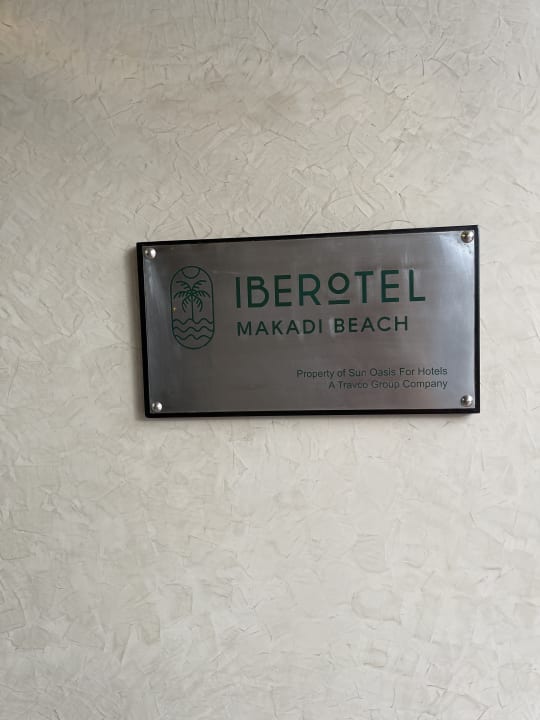 IBEROTEL
MAKADI BEACH
Property of Sun Oasis For Hotels
A Travco Group Company